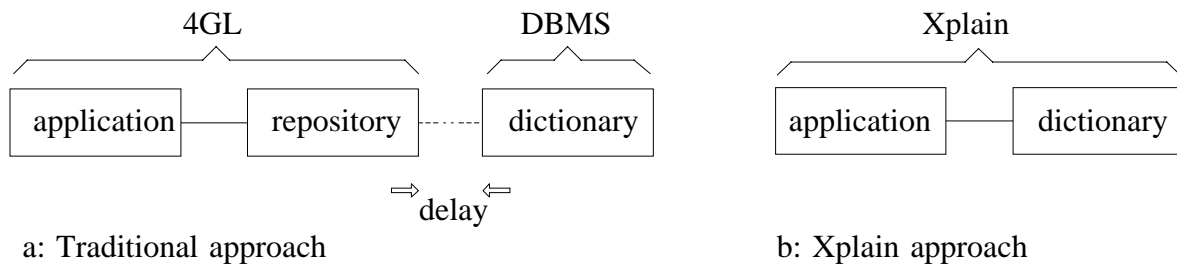 4GL
DBMS
Xplain
application
repository
dictionary
application
dictionary
delay
a: Traditional approach
b: Xplain approach